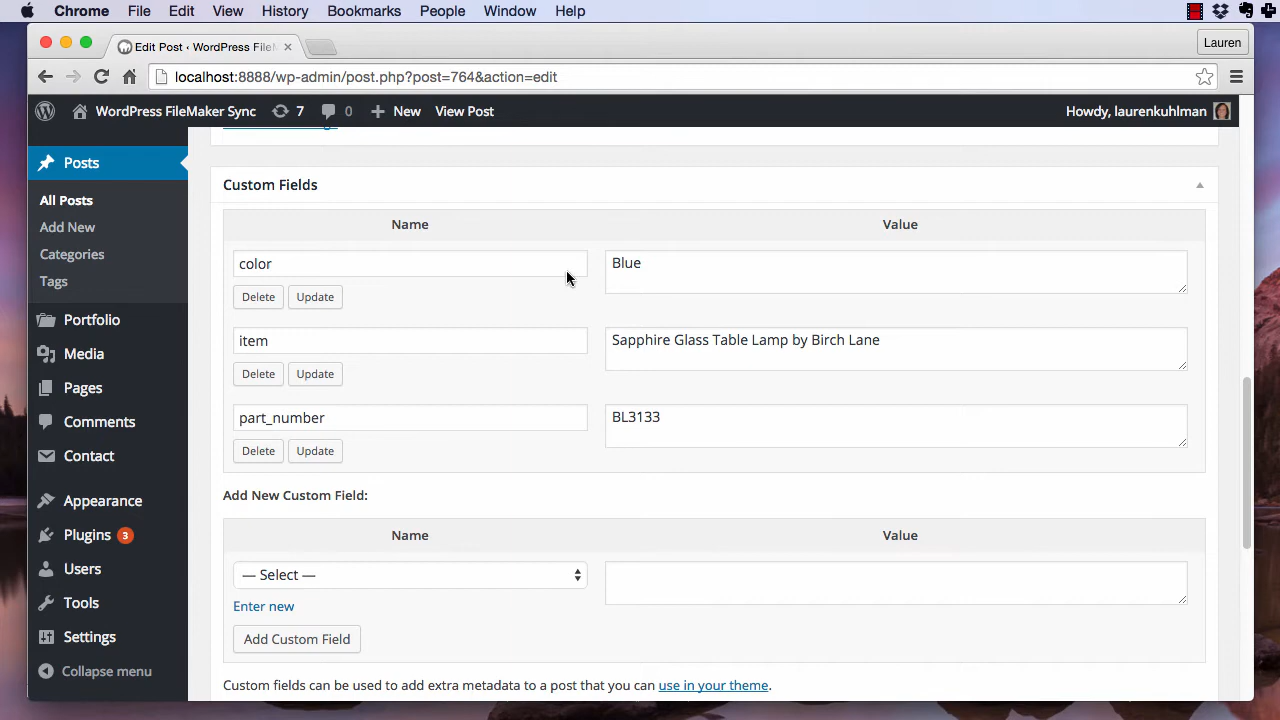 Chrome File Edit View History Bookmarks People Window Help
Edit Post ‹ WordPress FileM
Lauren
localhost:8888/wp-admin/post.php?post=764&action=edit
WordPress FileMaker Sync 7 0 New View Post Howdy, laurenkuhlman
Posts
All Posts
Add New
Categories
Tags
Portfolio
Media
Pages
Comments
Contact
Appearance
Plugins 3
Users
Tools
Settings
Collapse menu
Custom Fields
Name Value
color Blue
Delete Update
item Sapphire Glass Table Lamp by Birch Lane
Delete Update
part_number BL3133
Delete Update
Add New Custom Field:
Name Value
— Select —
Enter new
Add Custom Field
Custom fields can be used to add extra metadata to a post that you can use in your theme.